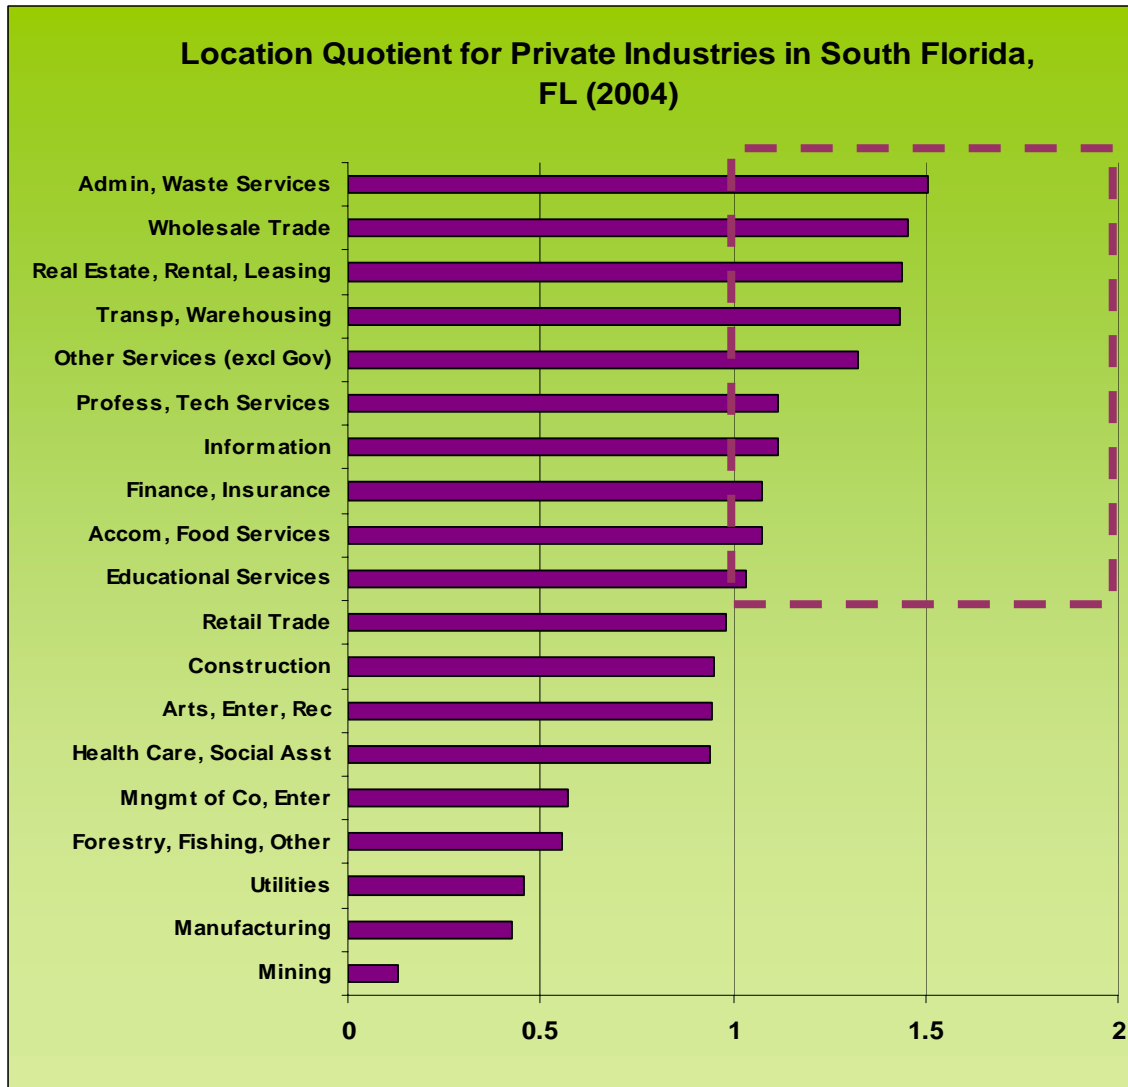 Location Quotient for Private Industries in South Florida,
FL (2004)
Admin, Waste Services
Wholesale Trade
Real Estate, Rental, Leasing
Transp, Warehousing
Other Services (excl Gov)
Profess, Tech Services
Information
Finance, Insurance
Accom, Food Services
Educational Services
Retail Trade
Construction
Arts, Enter, Rec
Health Care, Social Asst
Mngmt of Co, Enter
Forestry, Fishing, Other
Utilities
Manufacturing
Mining
0 0.5 1 1.5 2